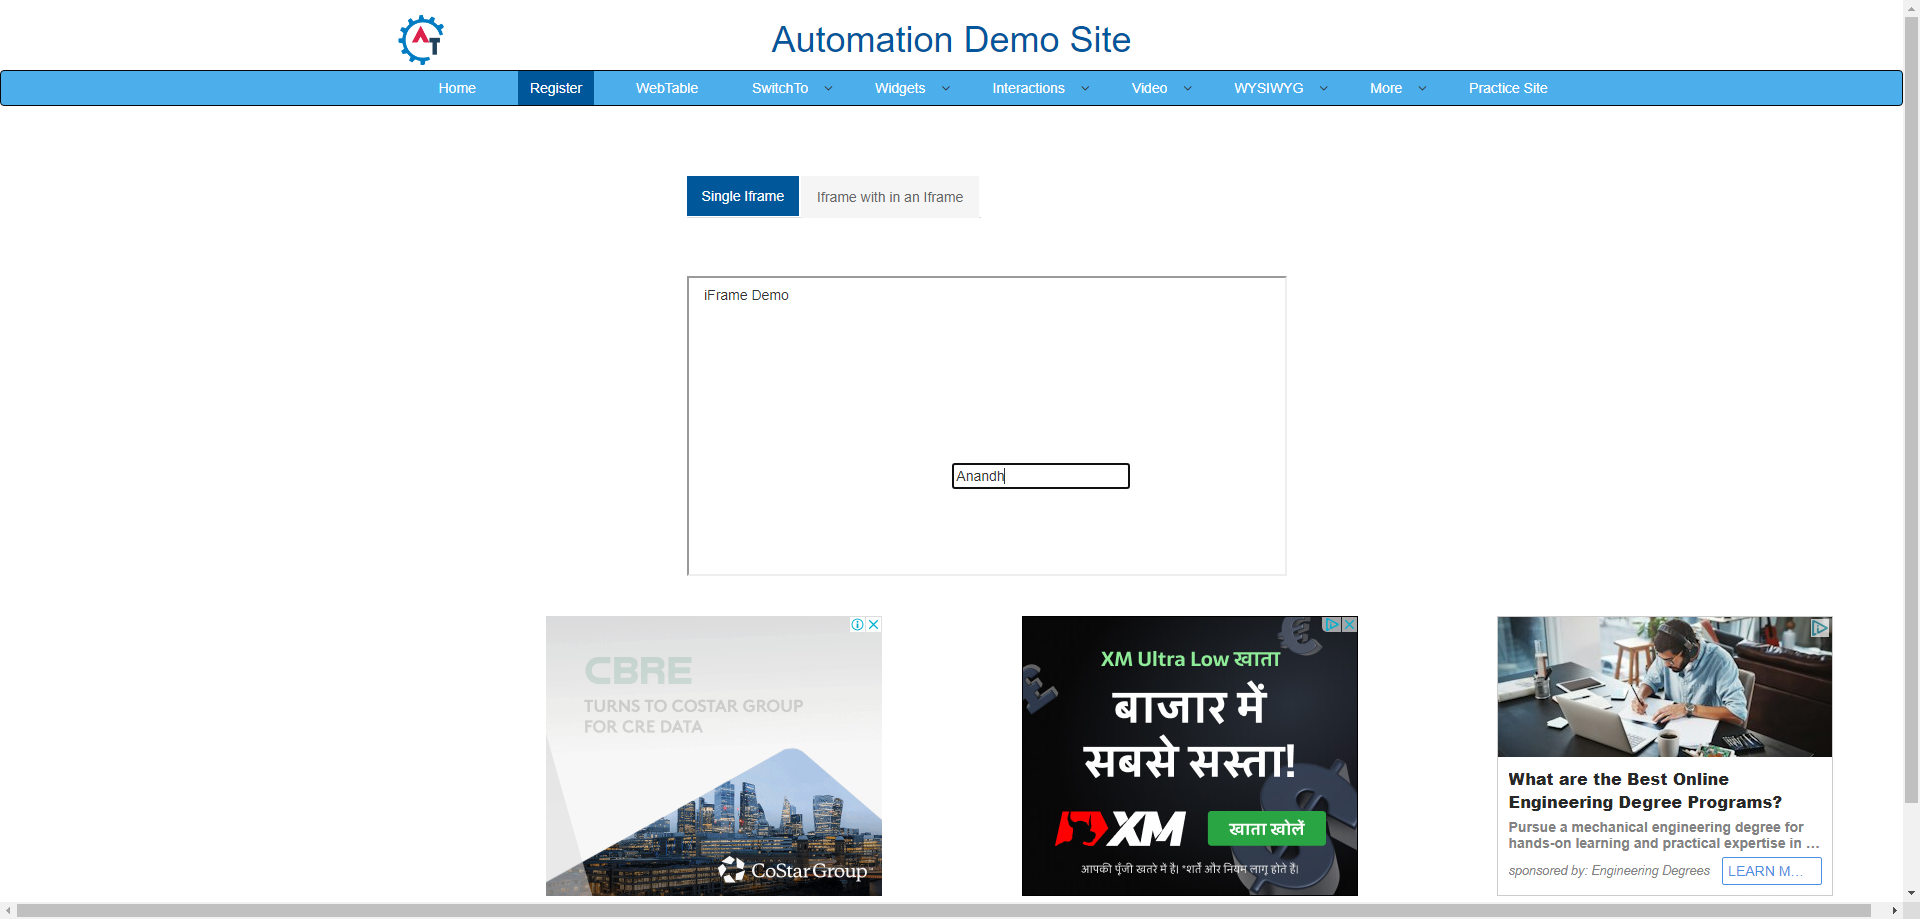 Automation Demo Site
Home Register WebTable SwitchTo Widgets Interactions Video WYSIWYG More Practice Site
Single Iframe Iframe with in an Iframe
iFrame Demo
Anandh
CBRE
TURNS TO COSTAR GROUP
FOR CRE DATA
CoStar Group
XM Ultra Low खाता
बाजार में
सबसे सस्ता!
XM खाता खोलें
आपकी पूँजी खतरे में है। *शर्तें और नियम लागू होते हैं।
What are the Best Online
Engineering Degree Programs?
Pursue a mechanical engineering degree for
hands-on learning and practical expertise in ...
sponsored by: Engineering Degrees LEARN M...